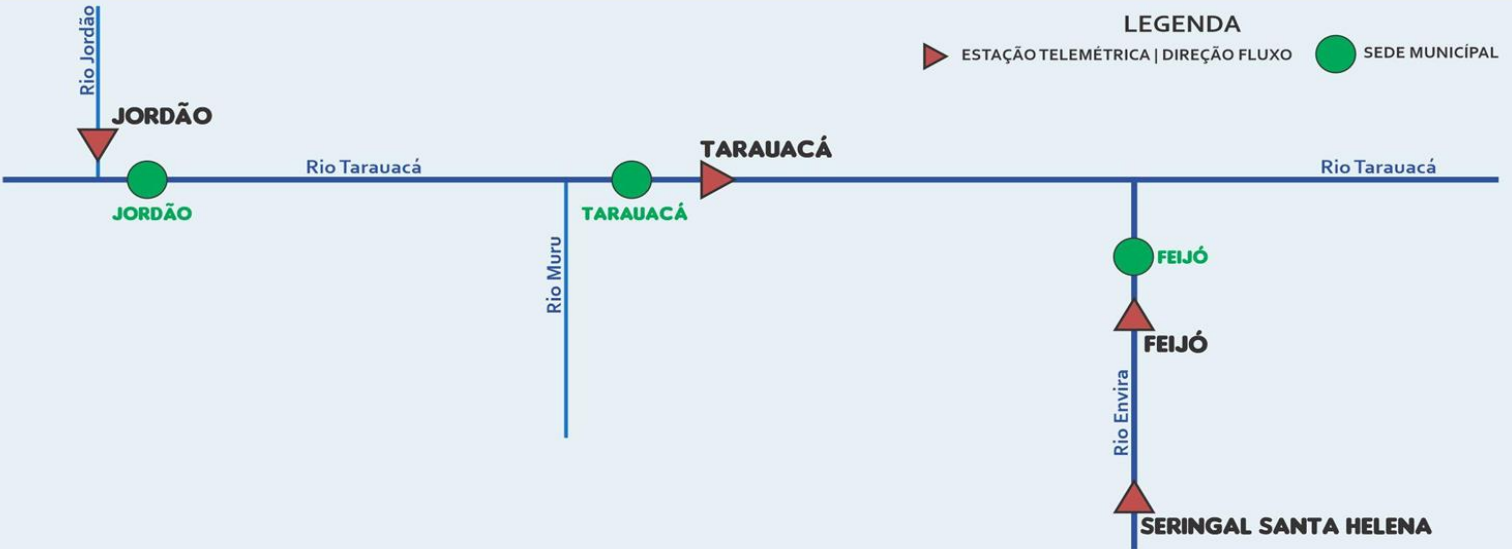 LEGENDA
ESTAÇÃO TELEMÉTRICA | DIREÇÃO FLUXO
SEDE MUNICÍPAL
Rio Jordão
JORDÃO
Rio Tarauacá
JORDÃO
TARAUACÁ
Rio Tarauacá
TARAUACÁ
Rio Muru
FEIJÓ
FEIJÓ
Rio Envira
SERINGAL SANTA HELENA